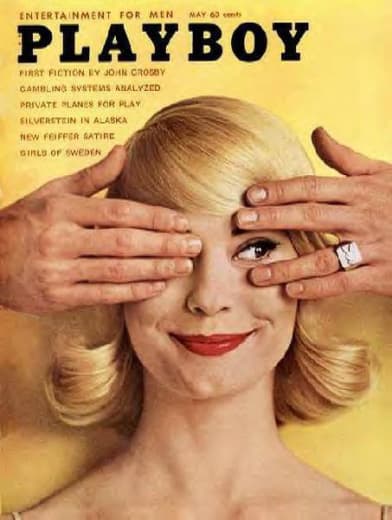 ENTERTAINMENT FOR MEN MAY 60 cents
PLAYBOY
FIRST FICTION BY JOHN CROSBY
GAMBLING SYSTEMS ANALYZED
PRIVATE PLANES FOR PLAY
SILVERSTEIN IN ALASKA
NEW FEIFFER SATIRE
GIRLS OF SWEDEN